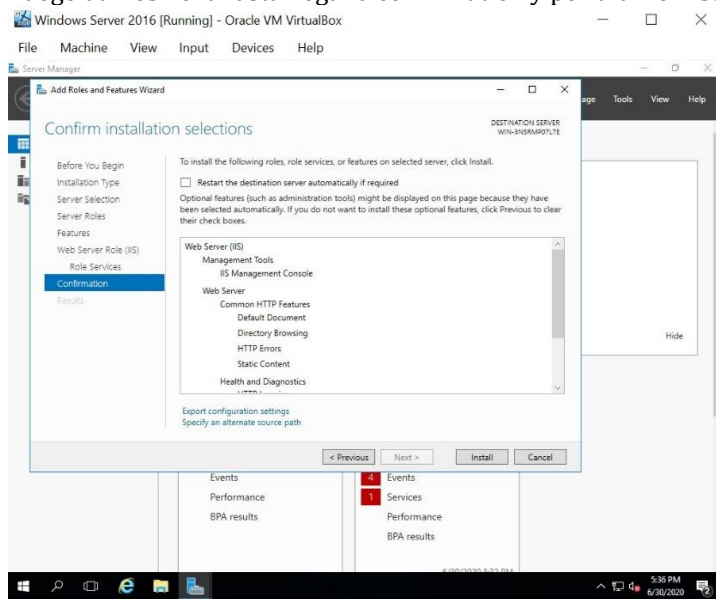 Windows Server 2016 [Running] - Oracle VM VirtualBox
File Machine View Input Devices Help
Server Manager
Add Roles and Features Wizard
Tools View Help
Confirm installation selections
DESTINATION SERVER
WIN-3NSRMP0TLTE
Before You Begin
Installation Type
Server Selection
Server Roles
Features
Web Server Role (IIS)
Role Services
Confirmation
Results
To install the following roles, role services, or features on selected server, click Install.
Restart the destination server automatically if required
Optional features (such as administration tools) might be displayed on this page because they have
been selected automatically. If you do not want to install these optional features, click Previous to clear
their check boxes.
Web Server (IIS)
Management Tools
IIS Management Console
Web Server
Common HTTP Features
Default Document
Directory Browsing
HTTP Errors
Static Content
Health and Diagnostics
Export configuration settings
Specify an alternate source path
Hide
< Previous Next > Install Cancel
Events
Performance
BPA results
4 Events
1 Services
Performance
BPA results
6/30/2020 5:32 PM
5:36 PM
6/30/2020
2